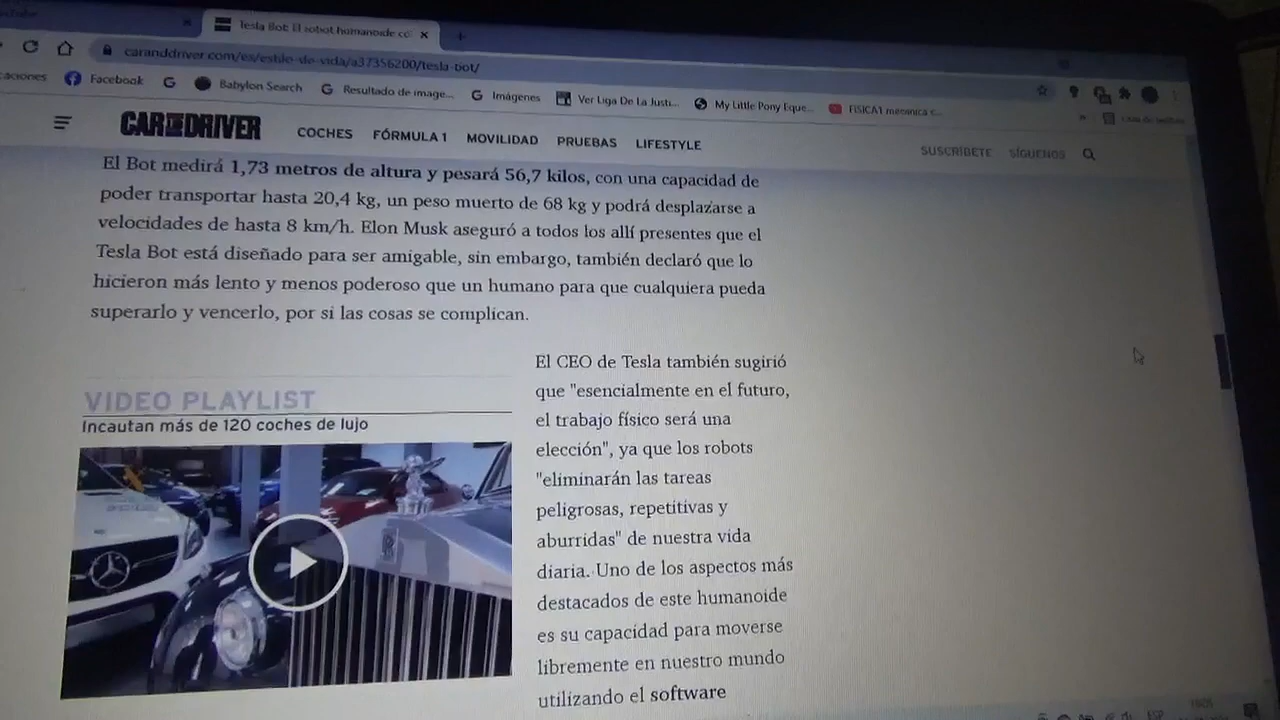 Tesla Bot: El robot humanoide co
caranddriver.com/es/estilo-de-vida/a37356200/tesla-bot/
caciones Facebook G Babylon Search Resultado de image... Imágenes Ver Liga De La Justi... My Little Pony Eque... FISICA1 mecanica c...
CAR AND DRIVER COCHES FÓRMULA 1 MOVILIDAD PRUEBAS LIFESTYLE SUSCRÍBETE SÍGUENOS
El Bot medirá 1,73 metros de altura y pesará 56,7 kilos, con una capacidad de
poder transportar hasta 20,4 kg, un peso muerto de 68 kg y podrá desplazarse a
velocidades de hasta 8 km/h. Elon Musk aseguró a todos los allí presentes que el
Tesla Bot está diseñado para ser amigable, sin embargo, también declaró que lo
hicieron más lento y menos poderoso que un humano para que cualquiera pueda
superarlo y vencerlo, por si las cosas se complican.
VIDEO PLAYLIST
Incautan más de 120 coches de lujo
El CEO de Tesla también sugirió
que "esencialmente en el futuro,
el trabajo físico será una
elección", ya que los robots
"eliminarán las tareas
peligrosas, repetitivas y
aburridas" de nuestra vida
diaria. Uno de los aspectos más
destacados de este humanoide
es su capacidad para moverse
libremente en nuestro mundo
utilizando el software